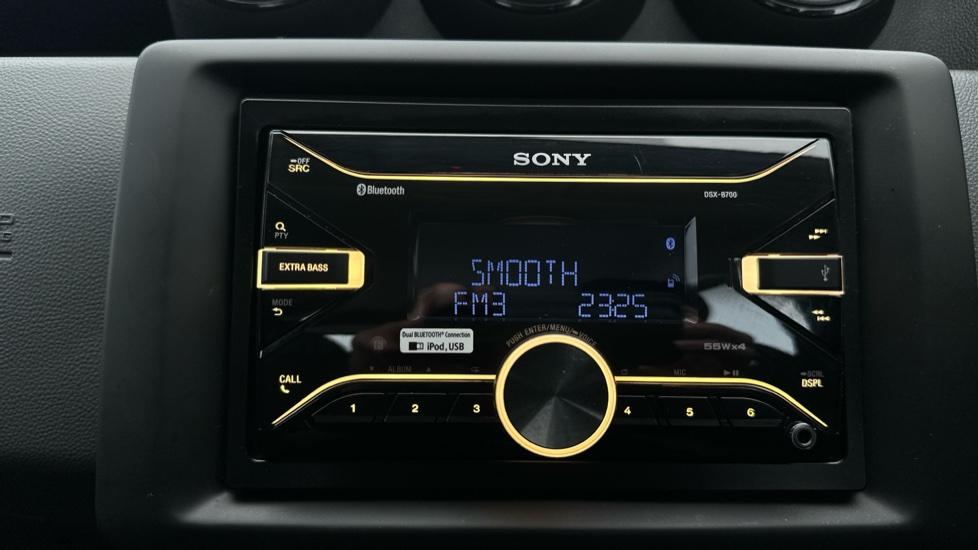 SONY
OFF
SRC
Bluetooth
DSX-B700
PTY
EXTRA BASS
MODE
SMOOTH
FM3 23:25
Dual BLUETOOTH® Connection
iPod, USB
PUSH ENTER/MENU/ VOICE
55Wx4
CALL
ALBUM
MIC
SCRL
DSPL
1 2 3 4 5 6